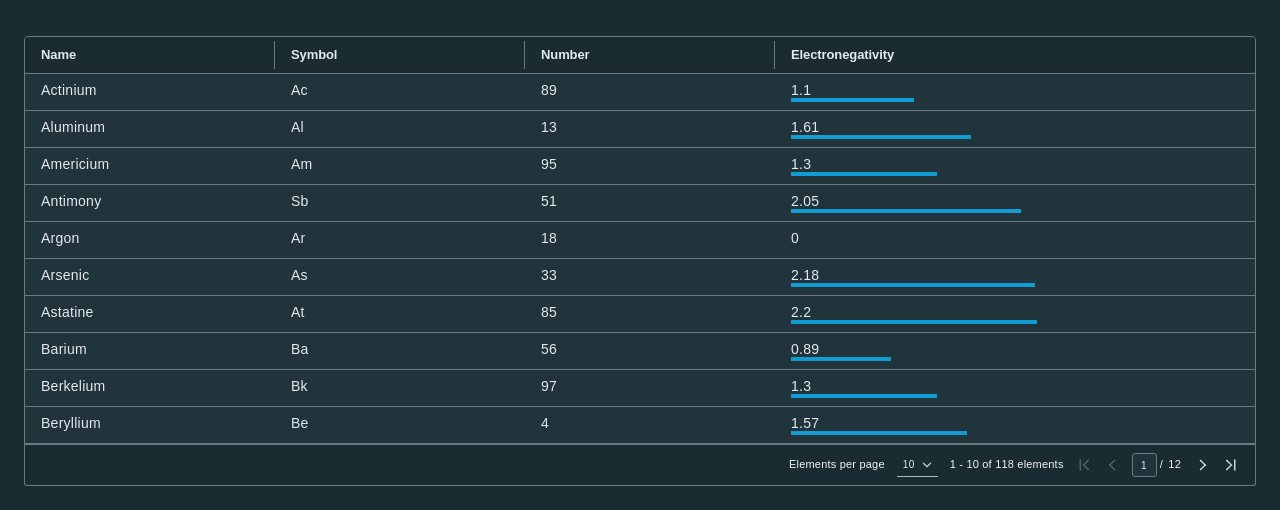 Name Symbol Number Electronegativity
Actinium Ac 89 1.1
Aluminum Al 13 1.61
Americium Am 95 1.3
Antimony Sb 51 2.05
Argon Ar 18 0
Arsenic As 33 2.18
Astatine At 85 2.2
Barium Ba 56 0.89
Berkelium Bk 97 1.3
Beryllium Be 4 1.57
Elements per page 10 1 - 10 of 118 elements 1 / 12